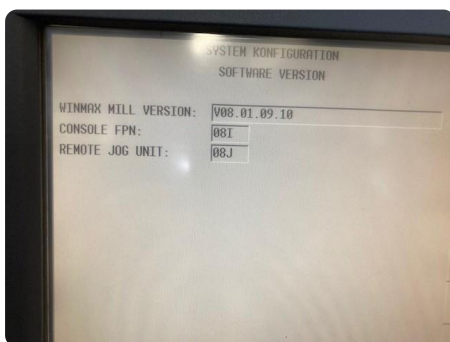 SYSTEM KONFIGURATION
SOFTWARE VERSION
WINMAX MILL VERSION: V08.01.09.10
CONSOLE FPN: 08I
REMOTE JOG UNIT: 08J